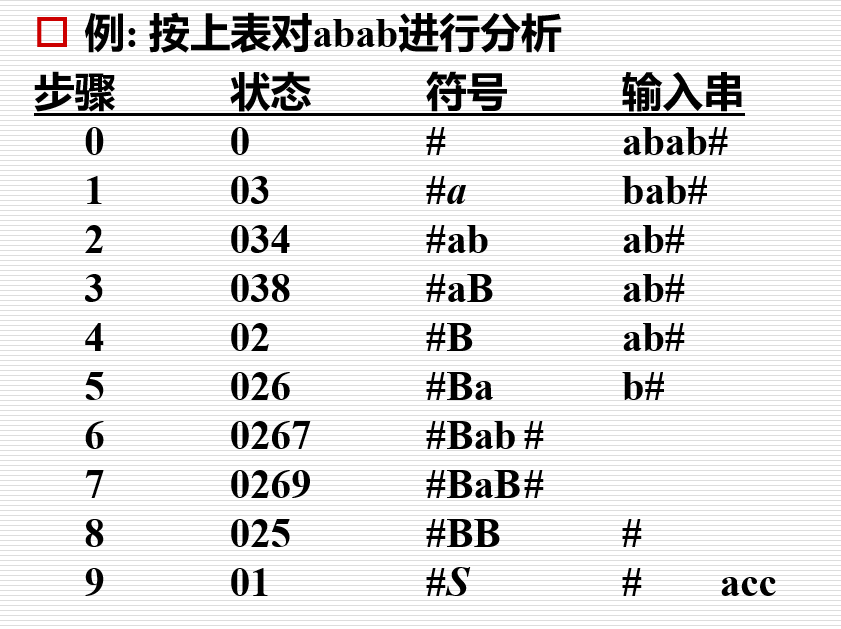 例: 按上表对abab进行分析
步骤 状态 符号 输入串
0 0 # abab#
1 03 #a bab#
2 034 #ab ab#
3 038 #aB ab#
4 02 #B ab#
5 026 #Ba b#
6 0267 #Bab #
7 0269 #BaB#
8 025 #BB #
9 01 #S # acc